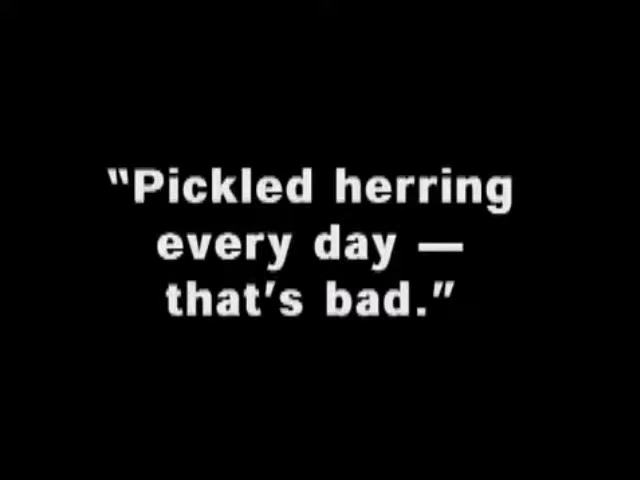 “Pickled herring
every day —
that’s bad.”